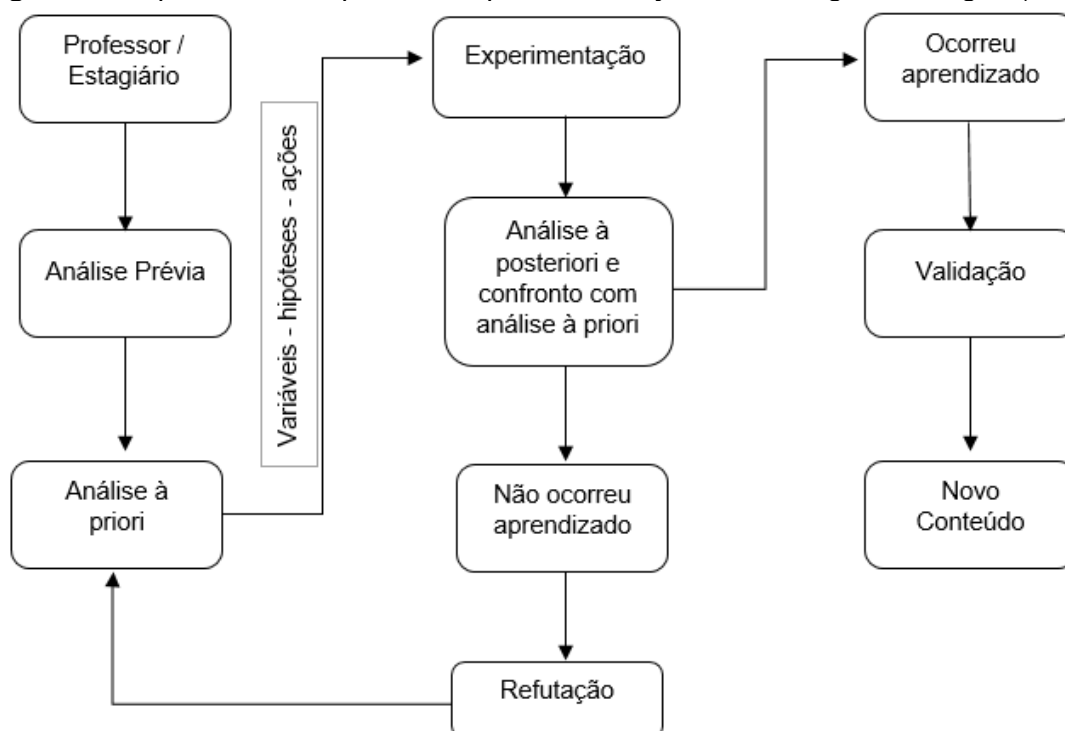 Professor /
Estagiário
Análise Prévia
Análise à
priori
Variáveis - hipóteses - ações
Experimentação
Análise à
posteriori e
confronto com
análise à priori
Não ocorreu
aprendizado
Refutação
Ocorreu
aprendizado
Validação
Novo
Conteúdo